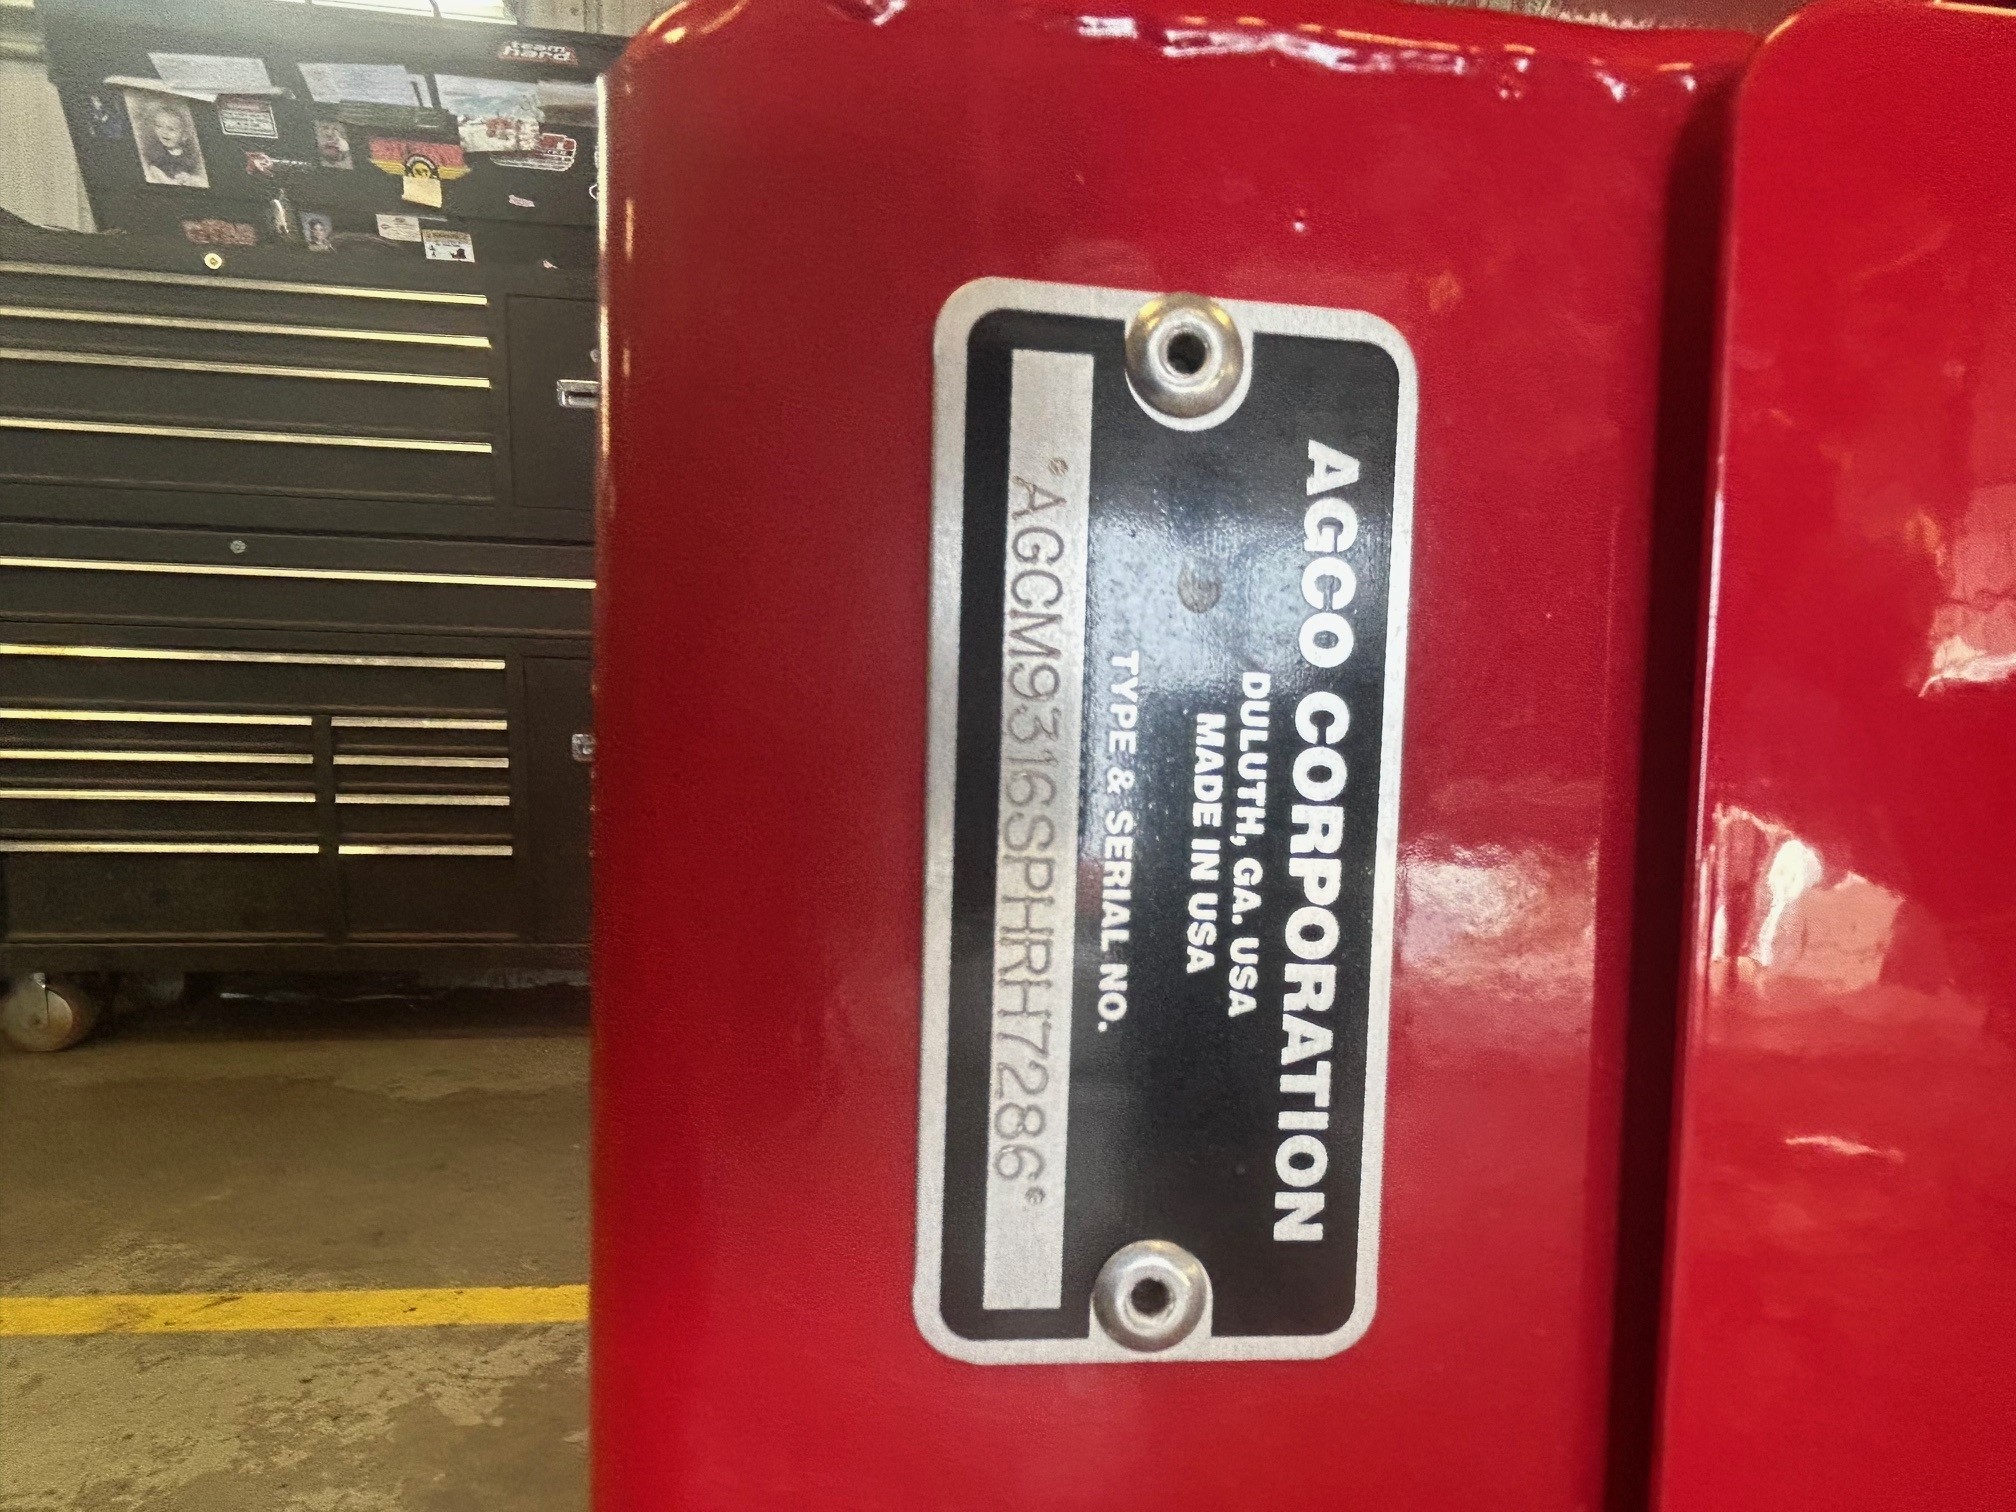 AGCO CORPORATION
DULUTH, GA. USA
MADE IN USA
TYPE & SERIAL NO.
*AGCM9316SPHRH7286*